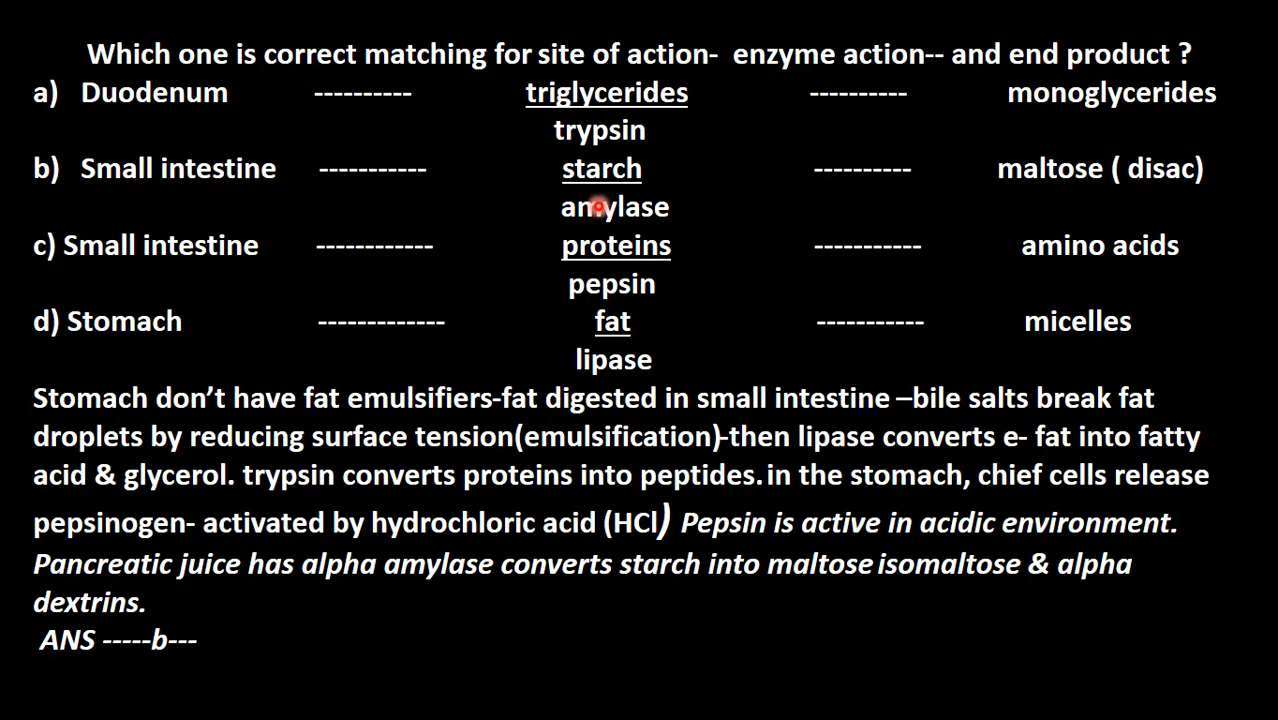 Which one is correct matching for site of action-  enzyme action-- and end product ?
a)   Duodenum   ----------   triglycerides   ----------   monoglycerides
trypsin
b)   Small intestine   -----------   starch   ----------   maltose ( disac)
amylase
c) Small intestine   ------------   proteins   -----------   amino acids
pepsin
d) Stomach   -------------   fat   -----------   micelles
lipase
Stomach don’t have fat emulsifiers-fat digested in small intestine –bile salts break fat
droplets by reducing surface tension(emulsification)-then lipase converts e- fat into fatty
acid & glycerol. trypsin converts proteins into peptides. in the stomach, chief cells release
pepsinogen- activated by hydrochloric acid (HCl) Pepsin is active in acidic environment.
Pancreatic juice has alpha amylase converts starch into maltose isomaltose & alpha
dextrins.
ANS -----b---